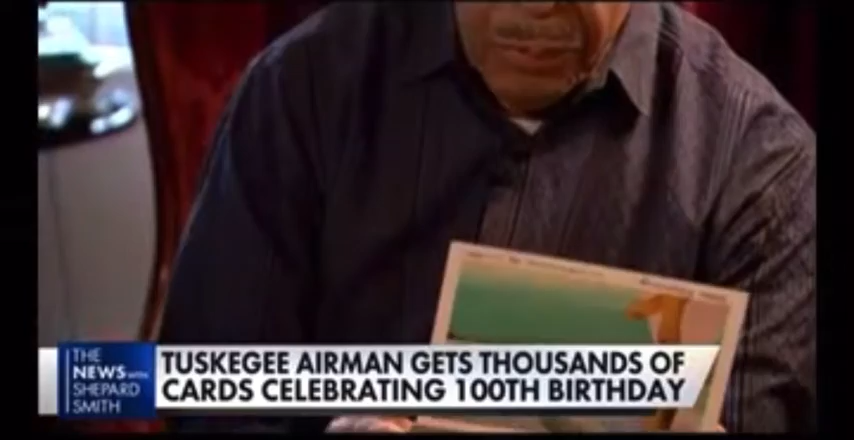 THE
NEWS WITH
SHEPARD
SMITH
TUSKEGEE AIRMAN GETS THOUSANDS OF
CARDS CELEBRATING 100TH BIRTHDAY